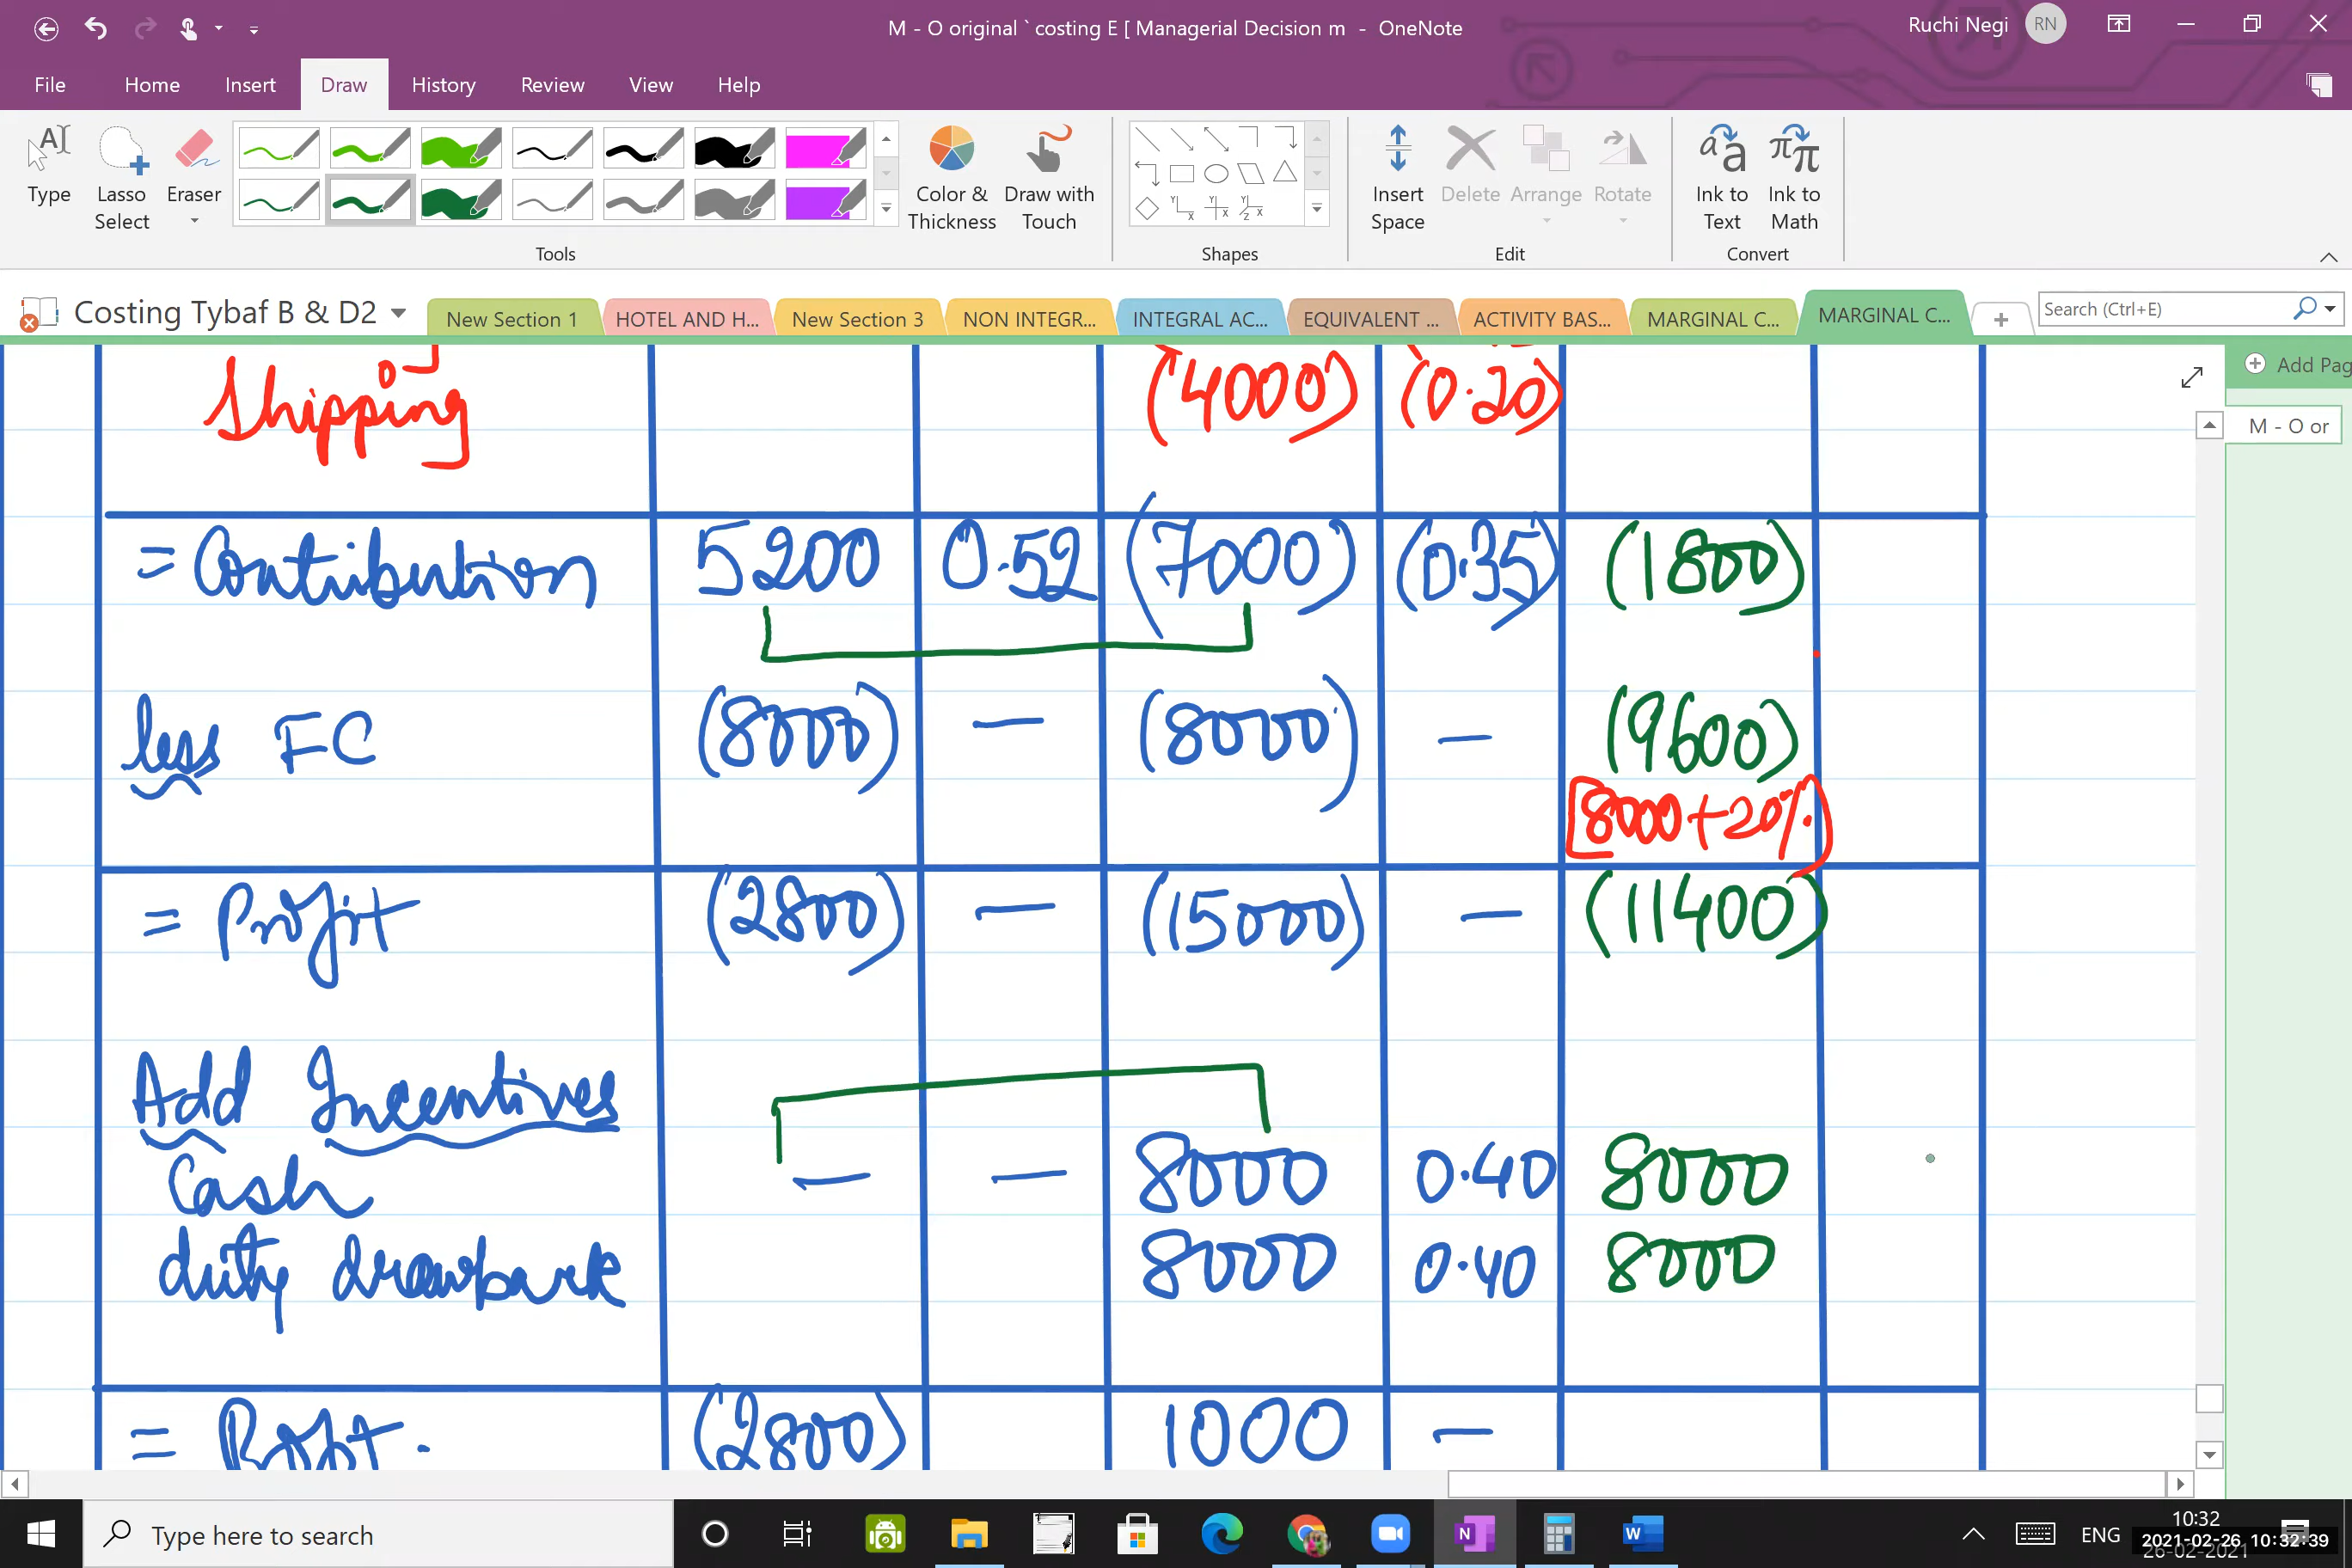 M - O original ` costing E [ Managerial Decision m - OneNote
Ruchi Negi RN
File Home Insert Draw History Review View Help
Type
Lasso Select
Eraser
Color & Thickness
Draw with Touch
Insert Space
Delete
Arrange
Rotate
Ink to Text
Ink to Math
Tools Shapes Edit Convert
Costing Tybaf B & D2 New Section 1 HOTEL AND H... New Section 3 NON INTEGR... INTEGRAL AC... EQUIVALENT ... ACTIVITY BAS... MARGINAL C... MARGINAL C... + Search (Ctrl+E)
Add Pag
M - O or
Shipping (4000) (0.20)
= Contribution 5200 0.52 (7000) (0.35) (1800)
less FC (8000) — (8000) — (9600)
[8000+20%]
= Profit (2800) — (15000) — (11400)
Add Incentives
Cash — — 8000 0.40 8000
duty drawback 8000 0.40 8000
= Profit. (2800) 1000 —
Type here to search
ENG
10:32
2021-02-26 10:32:39
26-02-2021